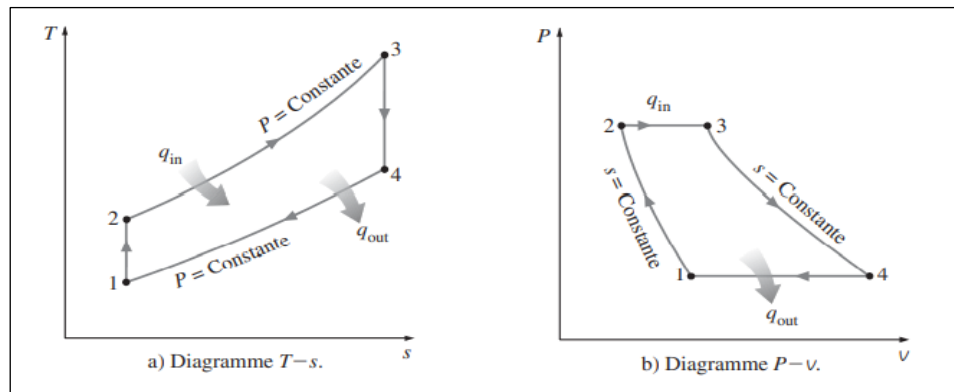 T
3
P = Constante
q_in
4
2
q_out
P = Constante
1
s
a) Diagramme T–s.
P
q_in
2
3
s = Constante
s = Constante
1
4
q_out
v
b) Diagramme P–v.